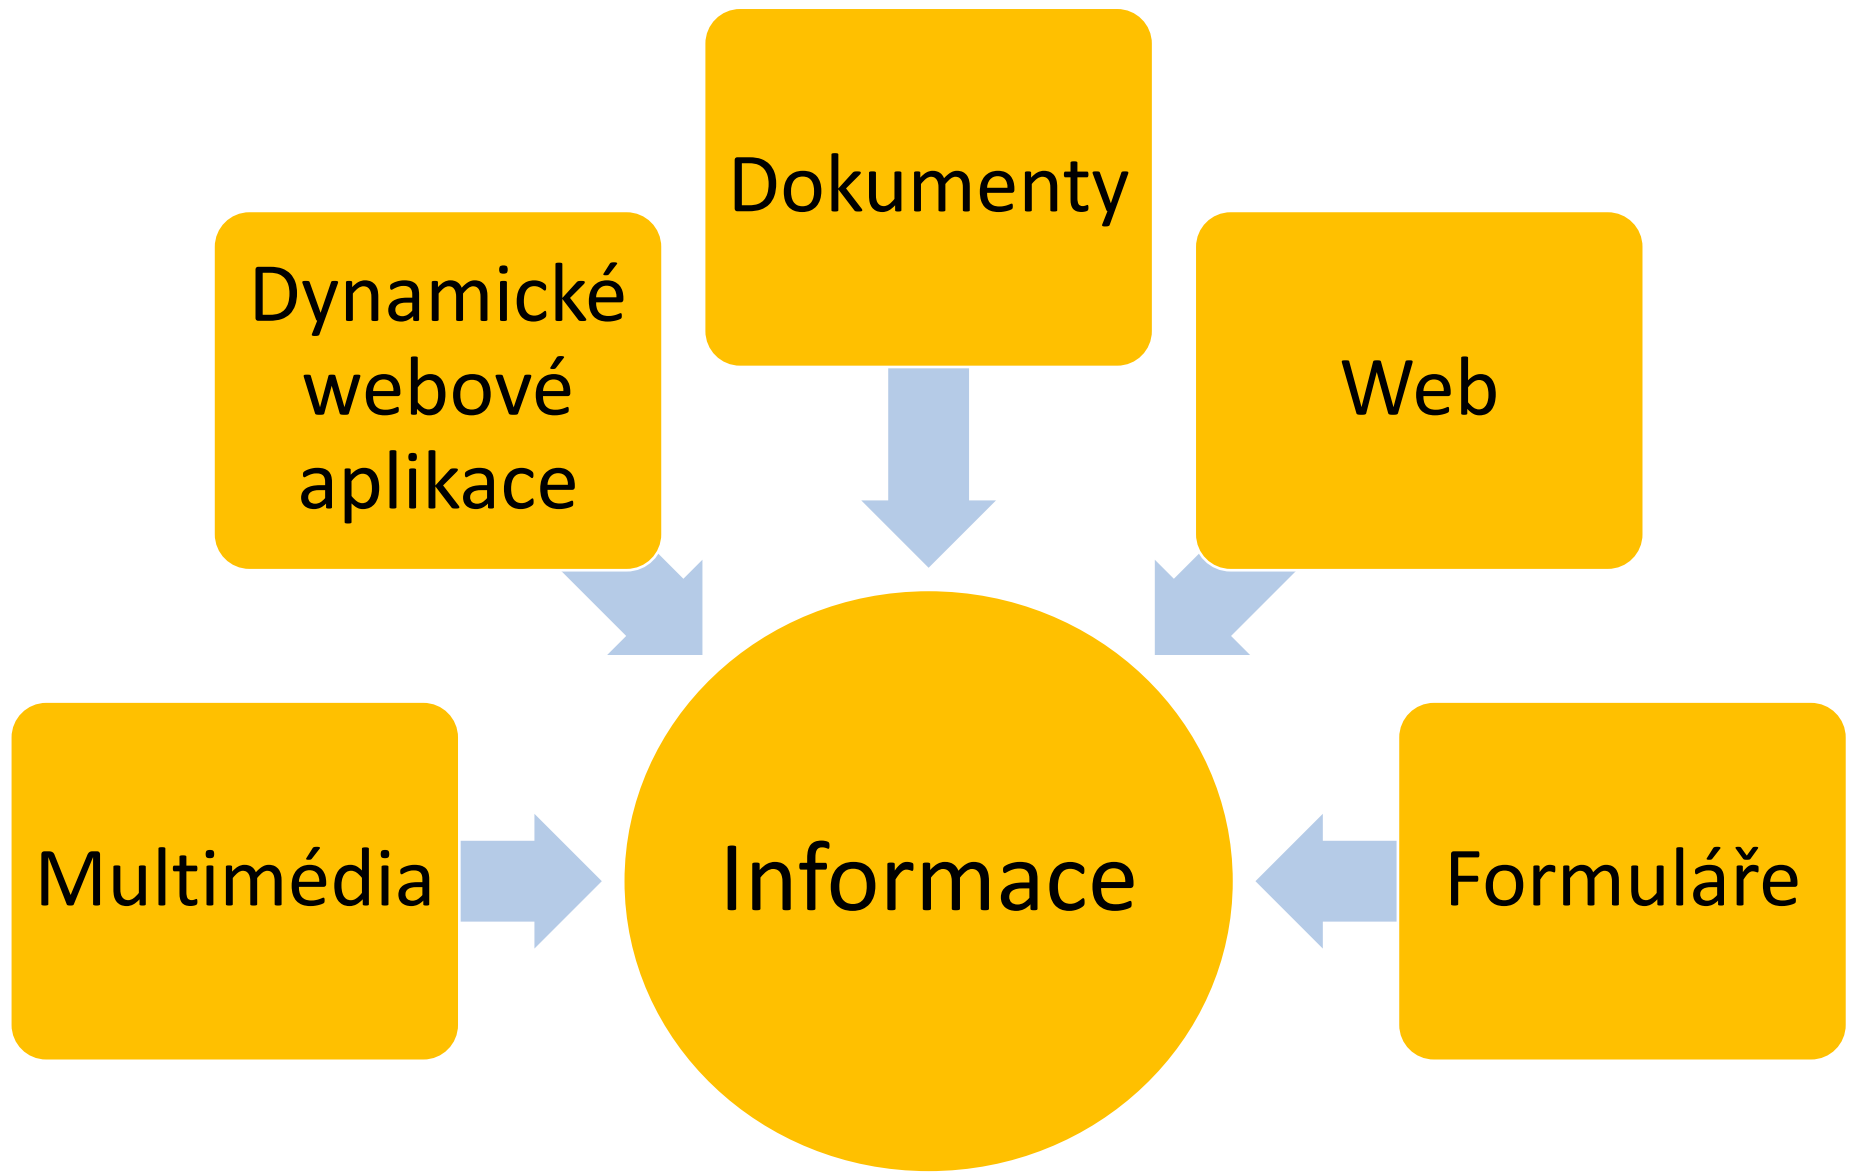 Dokumenty
Dynamické
webové
aplikace
Web
Multimédia
Informace
Formuláře